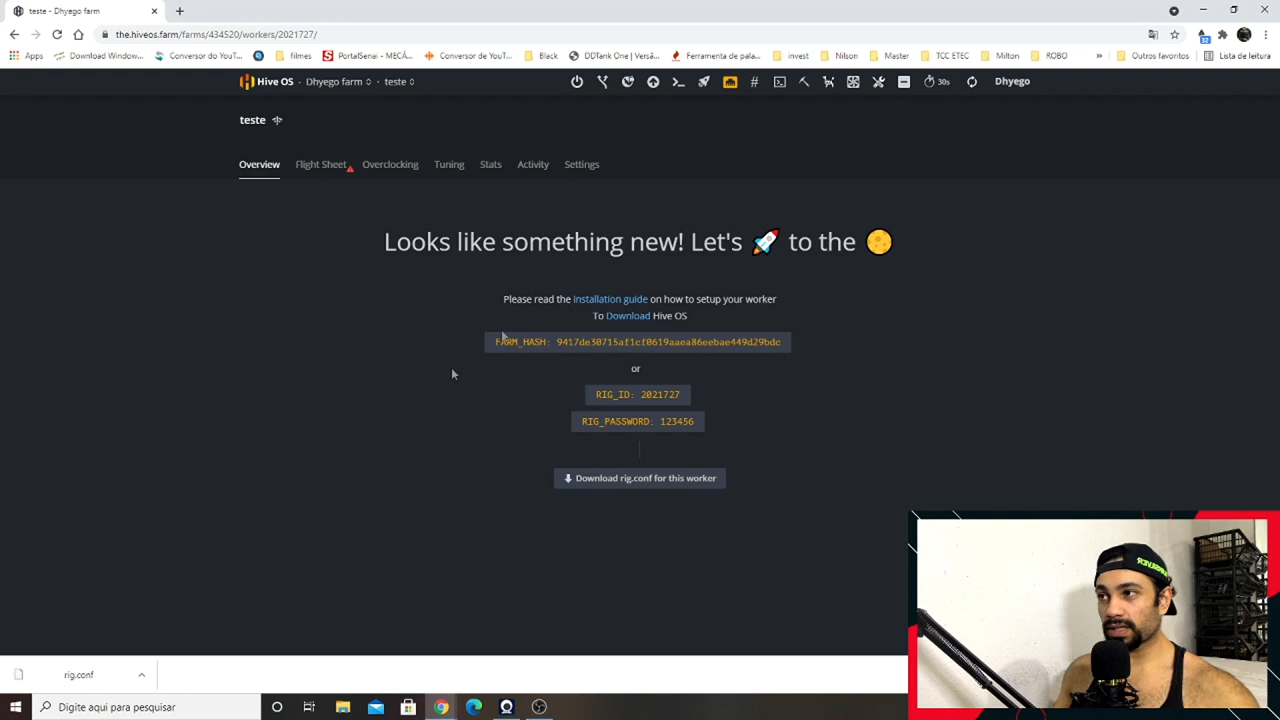 teste - Dhyego farm
the.hiveos.farm/farms/434520/workers/2021727/
Apps
Download Window...
Conversor do YouT...
filmes
PortalSenai – MECÂ...
Conversor de YouT...
Black
DDTank One | Versã...
Ferramenta de pala...
invest
Nilson
Master
TCC ETEC
Milton
ROBO
»
Outros favoritos
Lista de leitura
12
Hive OS
Dhyego farm
teste
#
30s
Dhyego
teste
Overview
Flight Sheet
Overclocking
Tuning
Stats
Activity
Settings
Looks like something new! Let's 🚀 to the 🌕
Please read the installation guide on how to setup your worker
To Download Hive OS
FARM_HASH: 9417de30715af1cf0619aaea86eebae449d29bdc
or
RIG_ID: 2021727
RIG_PASSWORD: 123456
Download rig.conf for this worker
rig.conf
Digite aqui para pesquisar